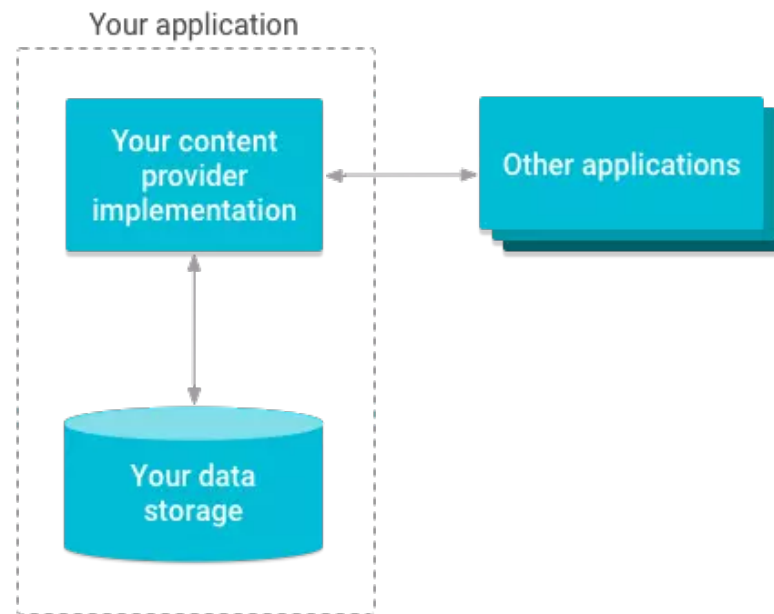 Your application
Your content
provider
implementation
Other applications
Your data
storage